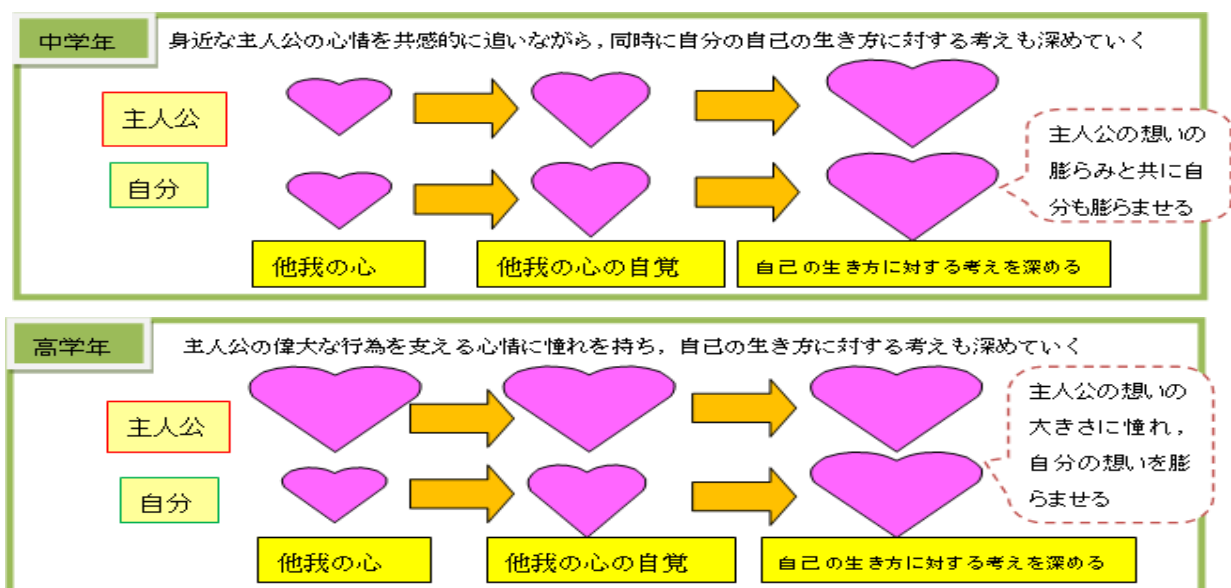 中学年
身近な主人公の心情を共感的に追いながら，同時に自分の自己の生き方に対する考えも深めていく
主人公
自分
主人公の想いの
膨らみと共に自
分も膨らませる
他我の心
他我の心の自覚
自己の生き方に対する考えを深める
高学年
主人公の偉大な行為を支える心情に憧れを持ち，自己の生き方に対する考えも深めていく
主人公
自分
主人公の想いの
大きさに憧れ，
自分の想いを膨
らませる
他我の心
他我の心の自覚
自己の生き方に対する考えを深める